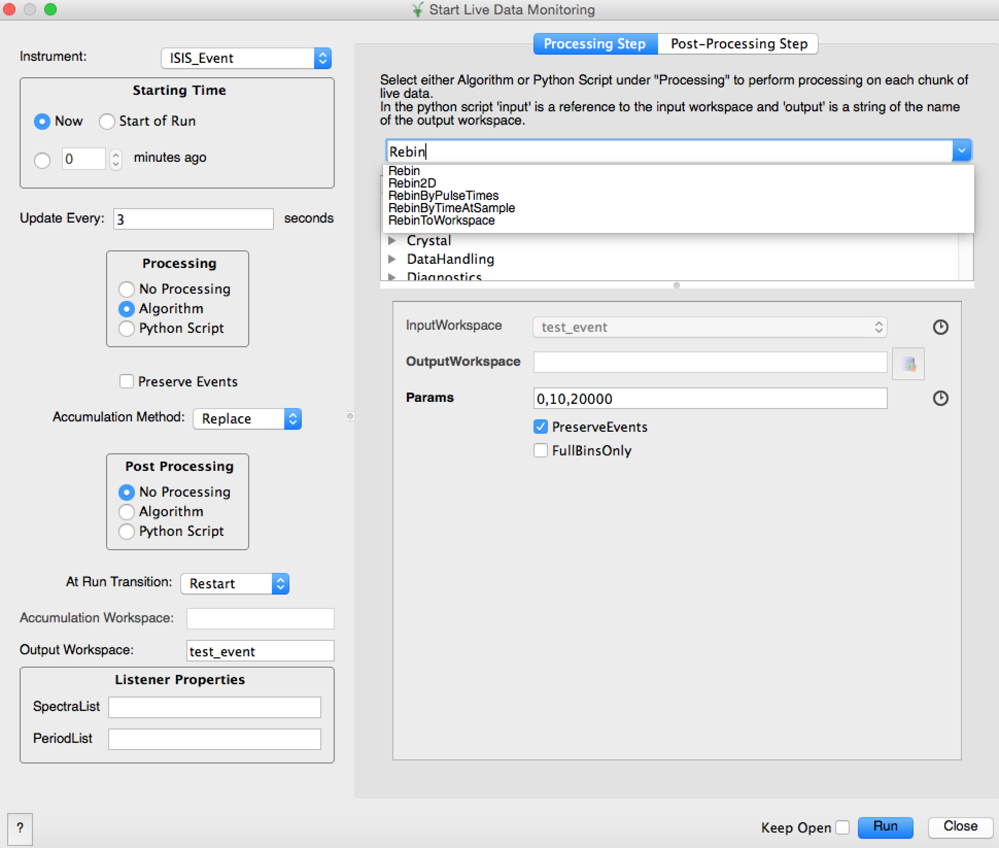 Start Live Data Monitoring
Instrument:
ISIS_Event
Starting Time
Now
Start of Run
0
minutes ago
Update Every:
3
seconds
Processing
No Processing
Algorithm
Python Script
Preserve Events
Accumulation Method:
Replace
Post Processing
No Processing
Algorithm
Python Script
At Run Transition:
Restart
Accumulation Workspace:
Output Workspace:
test_event
Listener Properties
SpectraList
PeriodList
?
Processing Step
Post-Processing Step
Select either Algorithm or Python Script under "Processing" to perform processing on each chunk of
live data.
In the python script 'input' is a reference to the input workspace and 'output' is a string of the name
of the output workspace.
Rebin
Rebin
Rebin2D
RebinByPulseTimes
RebinByTimeAtSample
RebinToWorkspace
Crystal
DataHandling
Diagnostics
InputWorkspace
test_event
OutputWorkspace
Params
0,10,20000
PreserveEvents
FullBinsOnly
Keep Open
Run
Close